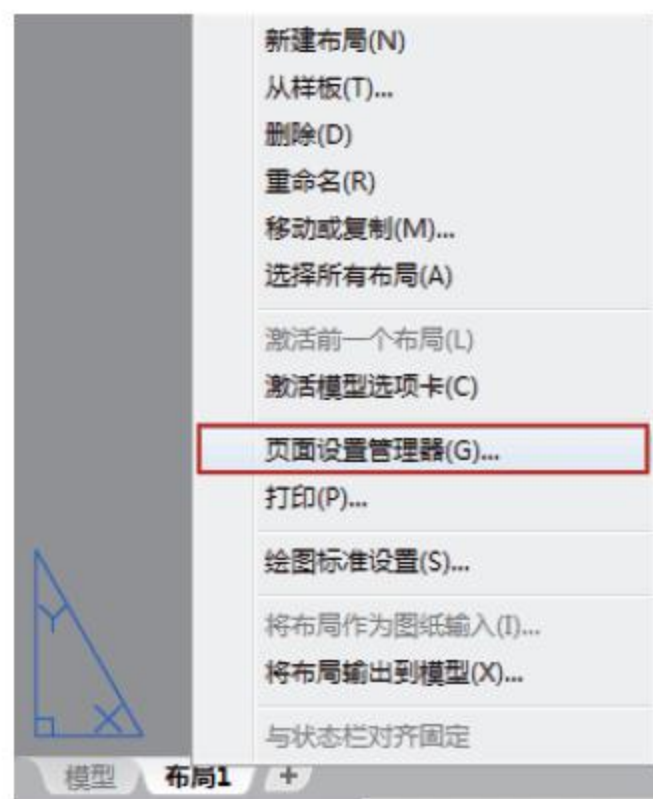 新建布局(N)
从样板(T)...
删除(D)
重命名(R)
移动或复制(M)...
选择所有布局(A)
激活前一个布局(L)
激活模型选项卡(C)
页面设置管理器(G)...
打印(P)...
绘图标准设置(S)...
将布局作为图纸输入(I)...
将布局输出到模型(X)...
与状态栏对齐固定
Y
X
模型 布局1 +